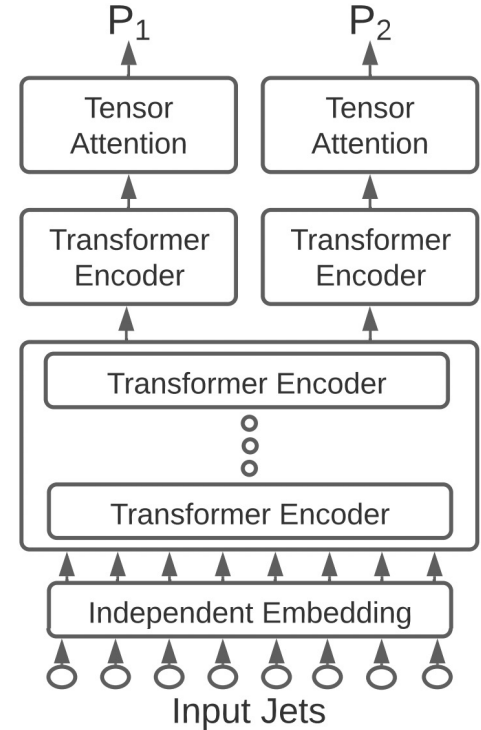 P1 P2
Tensor Attention
Tensor Attention
Transformer Encoder
Transformer Encoder
Transformer Encoder
Transformer Encoder
Independent Embedding
Input Jets